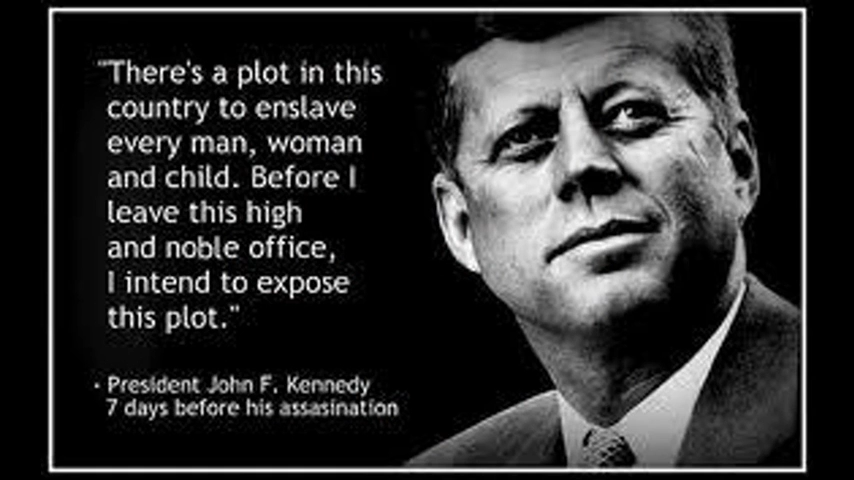 "There's a plot in this
country to enslave
every man, woman
and child. Before I
leave this high
and noble office,
I intend to expose
this plot."
· President John F. Kennedy
7 days before his assasination